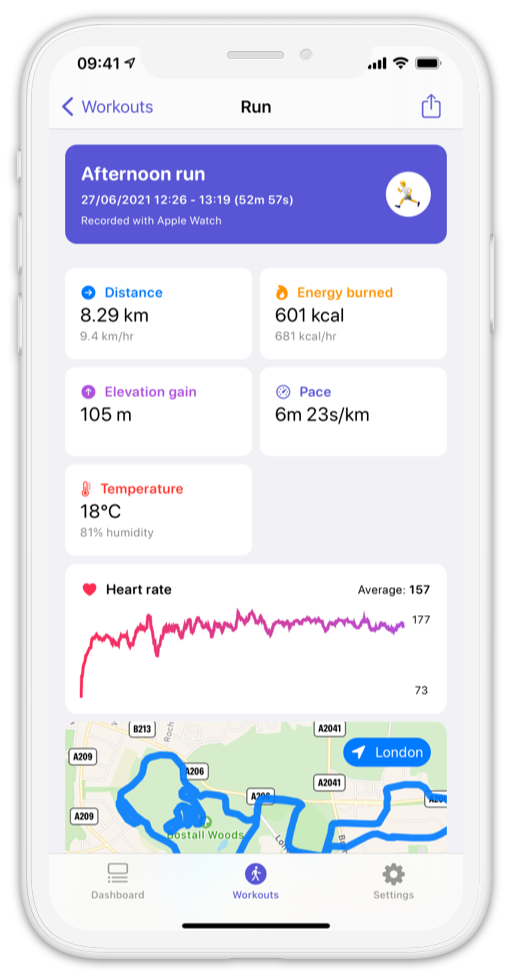 09:41
Workouts
Run
Afternoon run
27/06/2021 12:26 - 13:19 (52m 57s)
Recorded with Apple Watch
Distance
8.29 km
9.4 km/hr
Energy burned
601 kcal
681 kcal/hr
Elevation gain
105 m
Pace
6m 23s/km
Temperature
18°C
81% humidity
Heart rate
Average: 157
177
73
B213
Roch
A2041
London
A209
A206
A2041
A206
A209
ostall Woods
Dashboard
Workouts
Settings